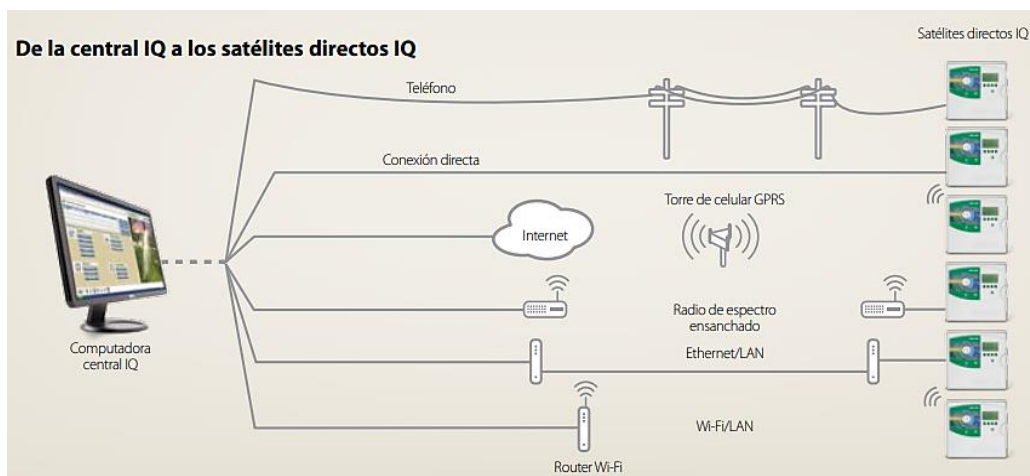 De la central IQ a los satélites directos IQ
Satélites directos IQ
Teléfono
Conexión directa
Torre de celular GPRS
Internet
Radio de espectro
ensanchado
Computadora
central IQ
Ethernet/LAN
Wi-Fi/LAN
Router Wi-Fi